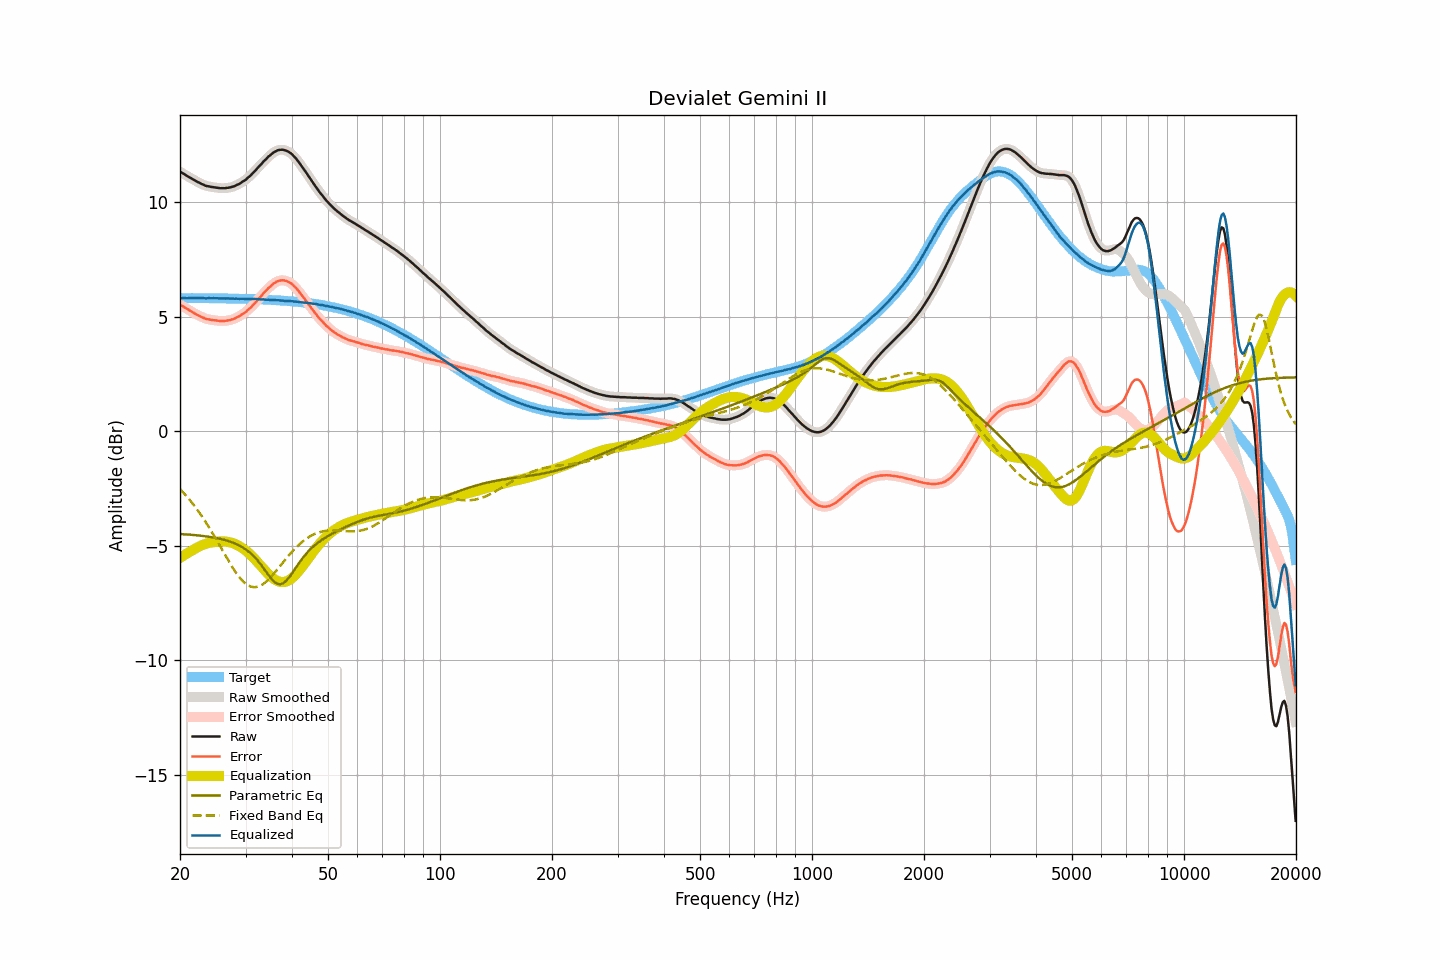 Devialet Gemini II
10
5
0
−5
−10
−15
Amplitude (dBr)
Target
Raw Smoothed
Error Smoothed
Raw
Error
Equalization
Parametric Eq
Fixed Band Eq
Equalized
20 50 100 200 500 1000 2000 5000 10000 20000
Frequency (Hz)